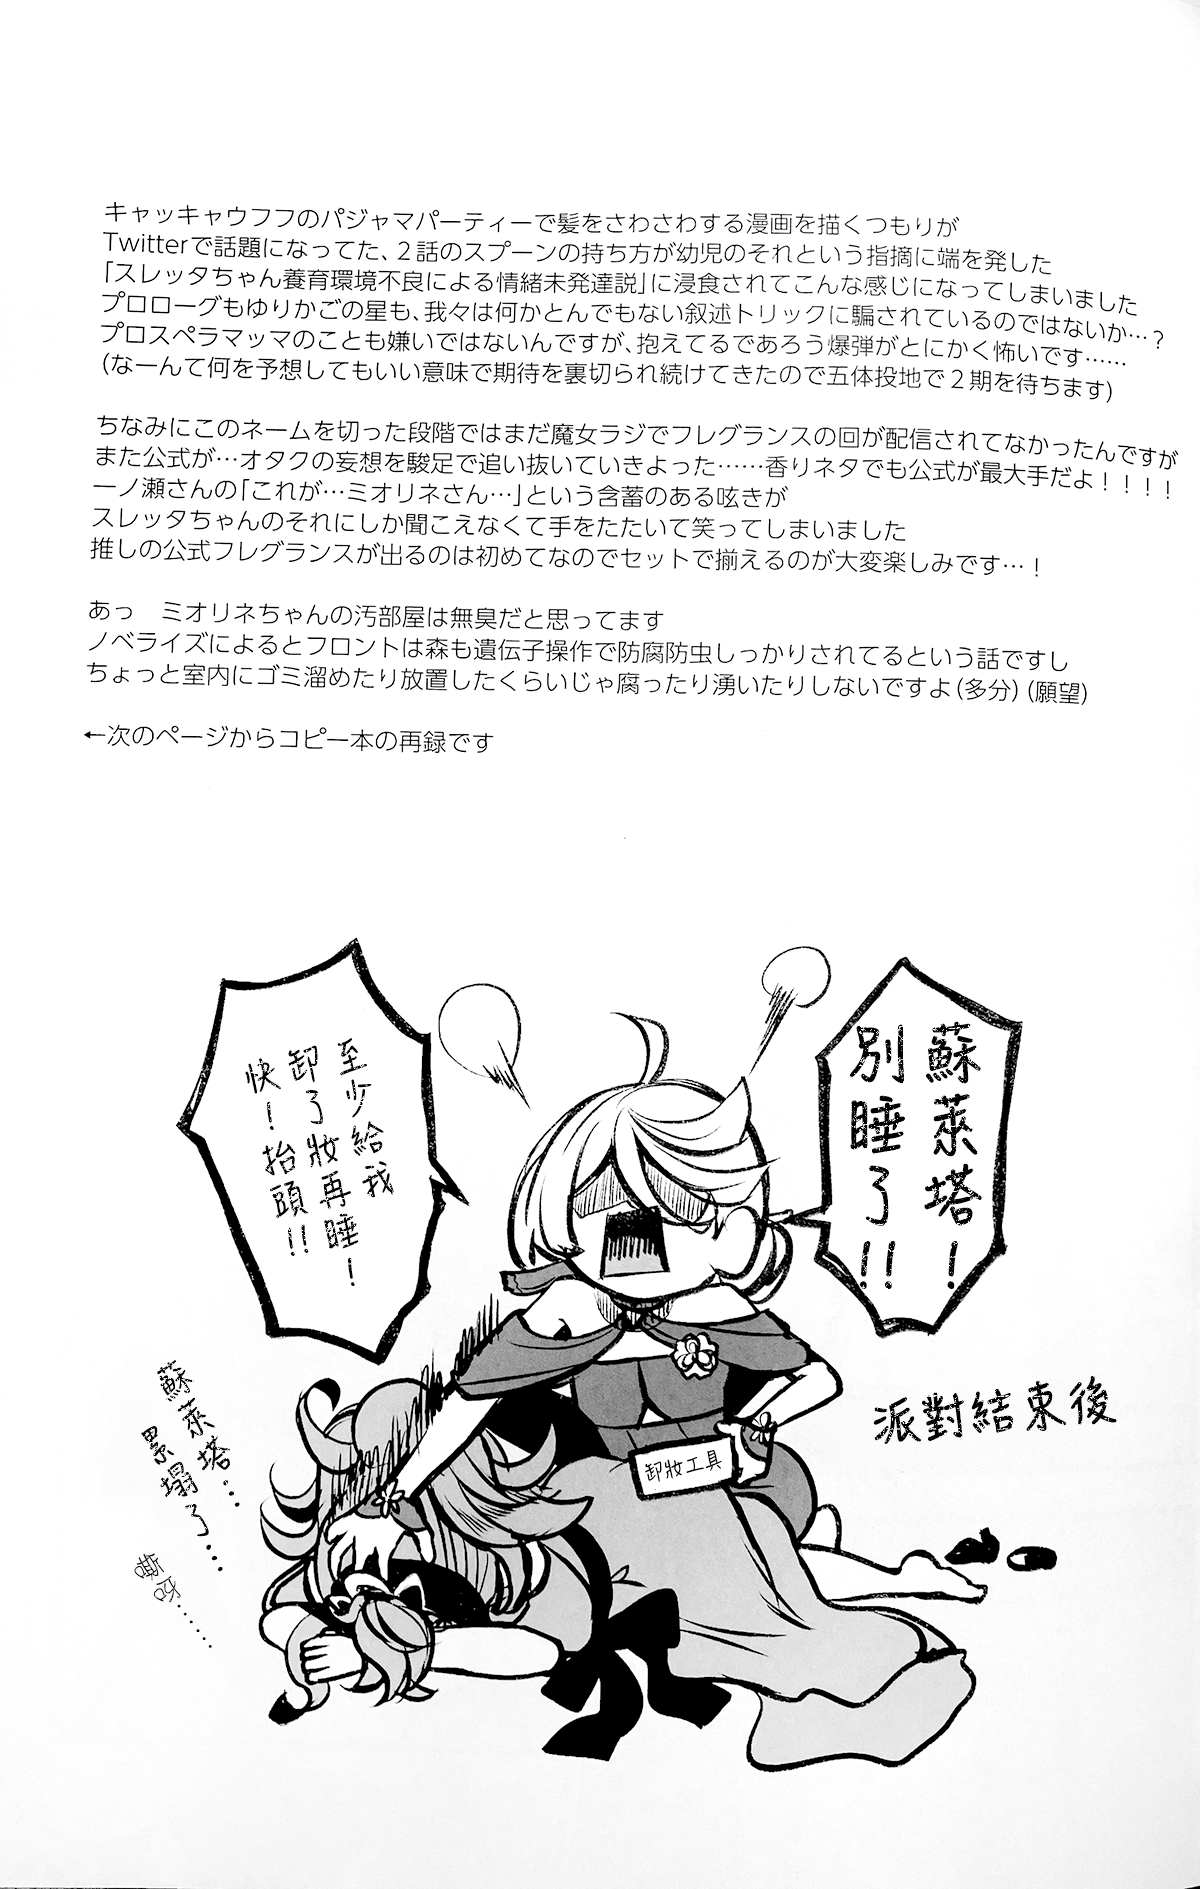 キャッキャウフフのパジャマパーティーで髪をさわさわする漫画を描くつもりが
Twitterで話題になってた、２話のスプーンの持ち方が幼児のそれという指摘に端を発した
「スレッタちゃん養育環境不良による情緒未発達説」に浸食されてこんな感じになってしまいました
プロローグもゆりかごの星も、我々は何かとんでもない叙述トリックに騙されているのではないか…？
プロスペラマッマのことも嫌いではないんですが、抱えてるであろう爆弾がとにかく怖いです……
(なーんて何を予想してもいい意味で期待を裏切られ続けてきたので五体投地で２期を待ちます)
ちなみにこのネームを切った段階ではまだ魔女ラジでフレグランスの回が配信されてなかったんですが
また公式が…オタクの妄想を駿足で追い抜いていきよった……香りネタでも公式が最大手だよ！！！！
一ノ瀬さんの「これが…ミオリネさん…」という含蓄のある呟きが
スレッタちゃんのそれにしか聞こえなくて手をたたいて笑ってしまいました
推しの公式フレグランスが出るのは初めてなのでセットで揃えるのが大変楽しみです…！
あっ　ミオリネちゃんの汚部屋は無臭だと思ってます
ノベライズによるとフロントは森も遺伝子操作で防腐防虫しっかりされてるという話ですし
ちょっと室内にゴミ溜めたり放置したくらいじゃ腐ったり湧いたりしないですよ(多分)(願望)
←次のページからコピー本の再録です
蘇萊塔！
別睡了!!
至少給我
卸了妝再睡！
快！抬頭!!
派對結束後
卸妝工具
蘇萊塔…
累塌了…
嘶呀……